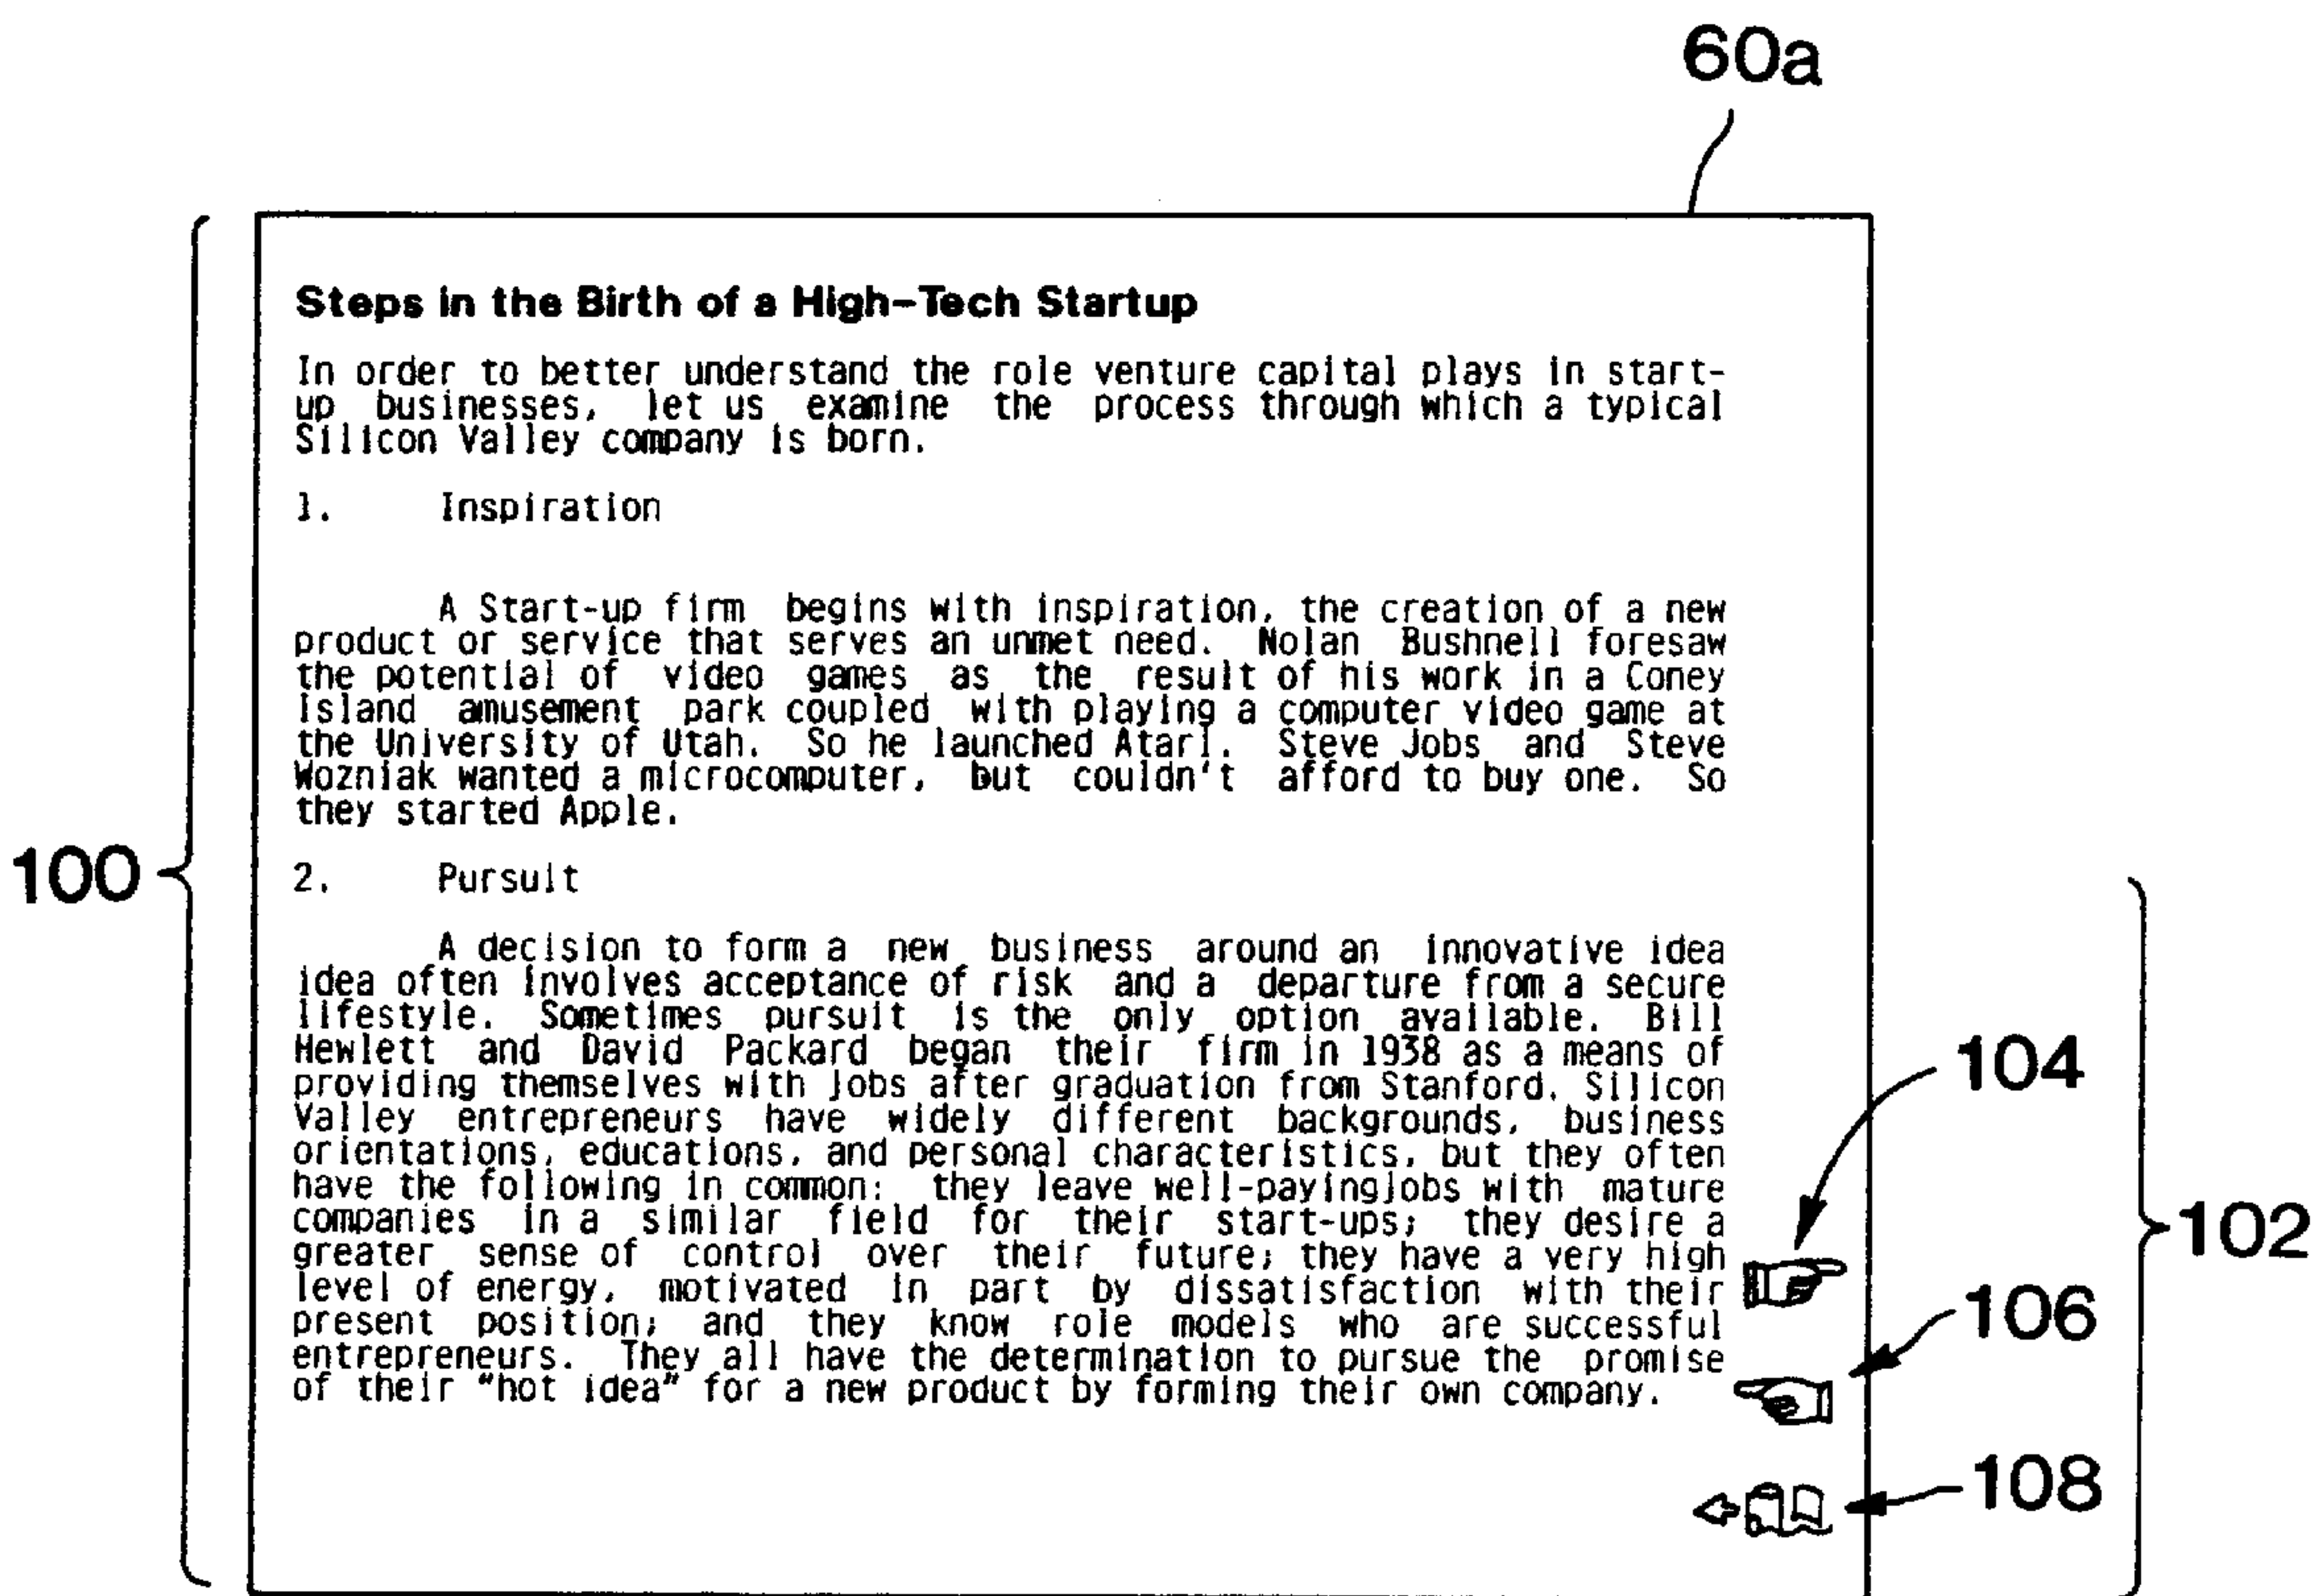 60a
Steps in the Birth of a High-Tech Startup
In order to better understand the role venture capital plays in start-
up businesses, let us examine the process through which a typical
Silicon Valley company is born.
1. Inspiration
A Start-up firm begins with inspiration, the creation of a new
product or service that serves an unmet need. Nolan Bushnell foresaw
the potential of video games as the result of his work in a Coney
Island amusement park coupled with playing a computer video game at
the University of Utah. So he launched Atari. Steve Jobs and Steve
Wozniak wanted a microcomputer, but couldn't afford to buy one. So
they started Apple.
100
2. Pursuit
A decision to form a new business around an innovative idea
idea often involves acceptance of risk and a departure from a secure
lifestyle. Sometimes pursuit is the only option available. Bill
Hewlett and David Packard began their firm in 1938 as a means of
providing themselves with jobs after graduation from Stanford. Silicon
Valley entrepreneurs have widely different backgrounds, business
orientations, educations, and personal characteristics, but they often
have the following in common: they leave well-payingjobs with mature
companies in a similar field for their start-ups; they desire a
greater sense of control over their future; they have a very high
level of energy, motivated in part by dissatisfaction with their
present position; and they know role models who are successful
entrepreneurs. They all have the determination to pursue the promise
of their "hot idea" for a new product by forming their own company.
104
102
106
108